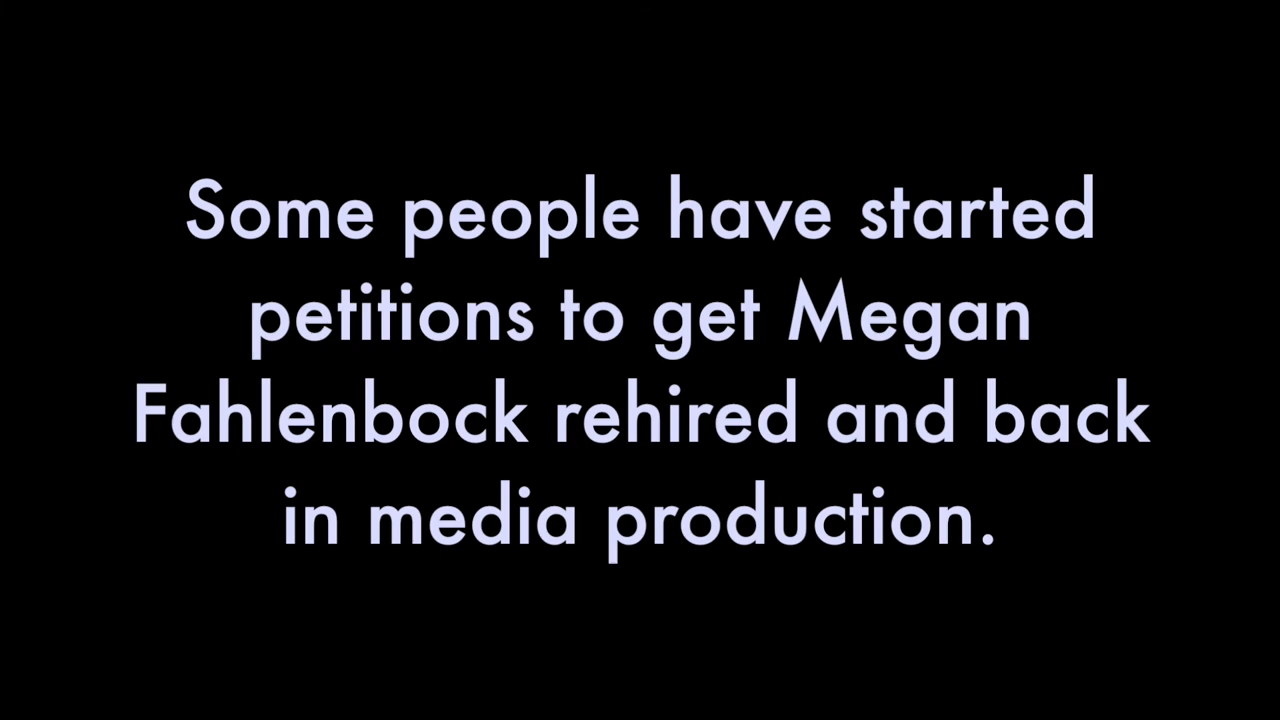 Some people have started
petitions to get Megan
Fahlenbock rehired and back
in media production.